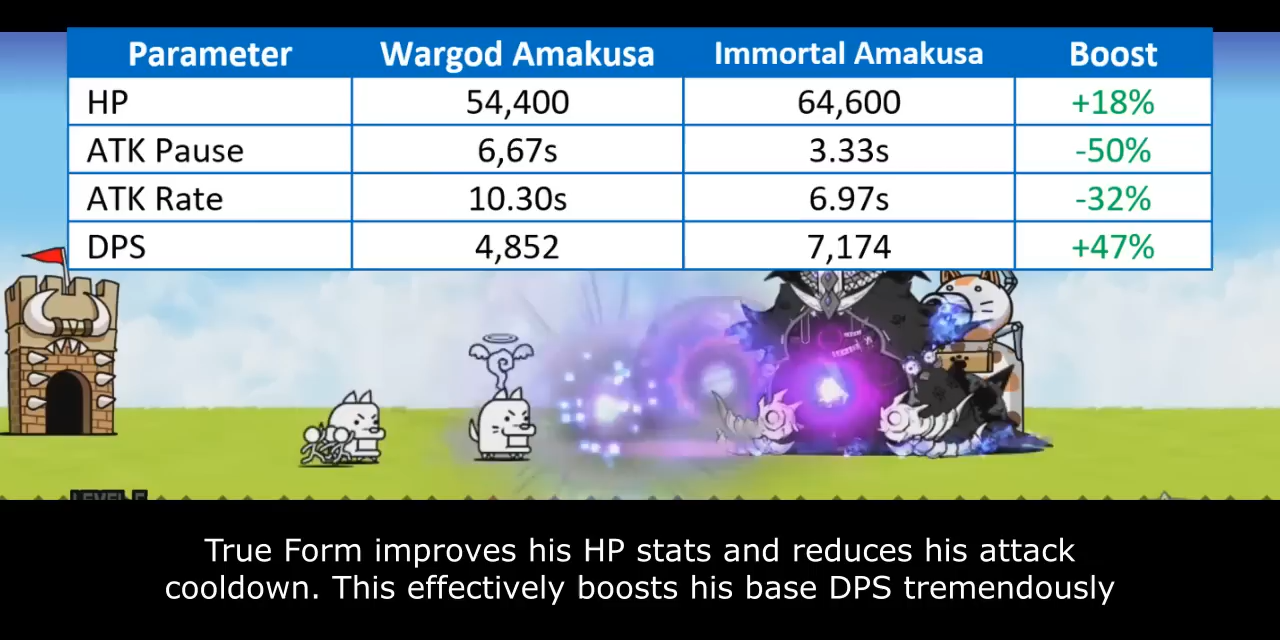 Parameter Wargod Amakusa Immortal Amakusa Boost
HP 54,400 64,600 +18%
ATK Pause 6,67s 3.33s -50%
ATK Rate 10.30s 6.97s -32%
DPS 4,852 7,174 +47%
True Form improves his HP stats and reduces his attack
cooldown. This effectively boosts his base DPS tremendously